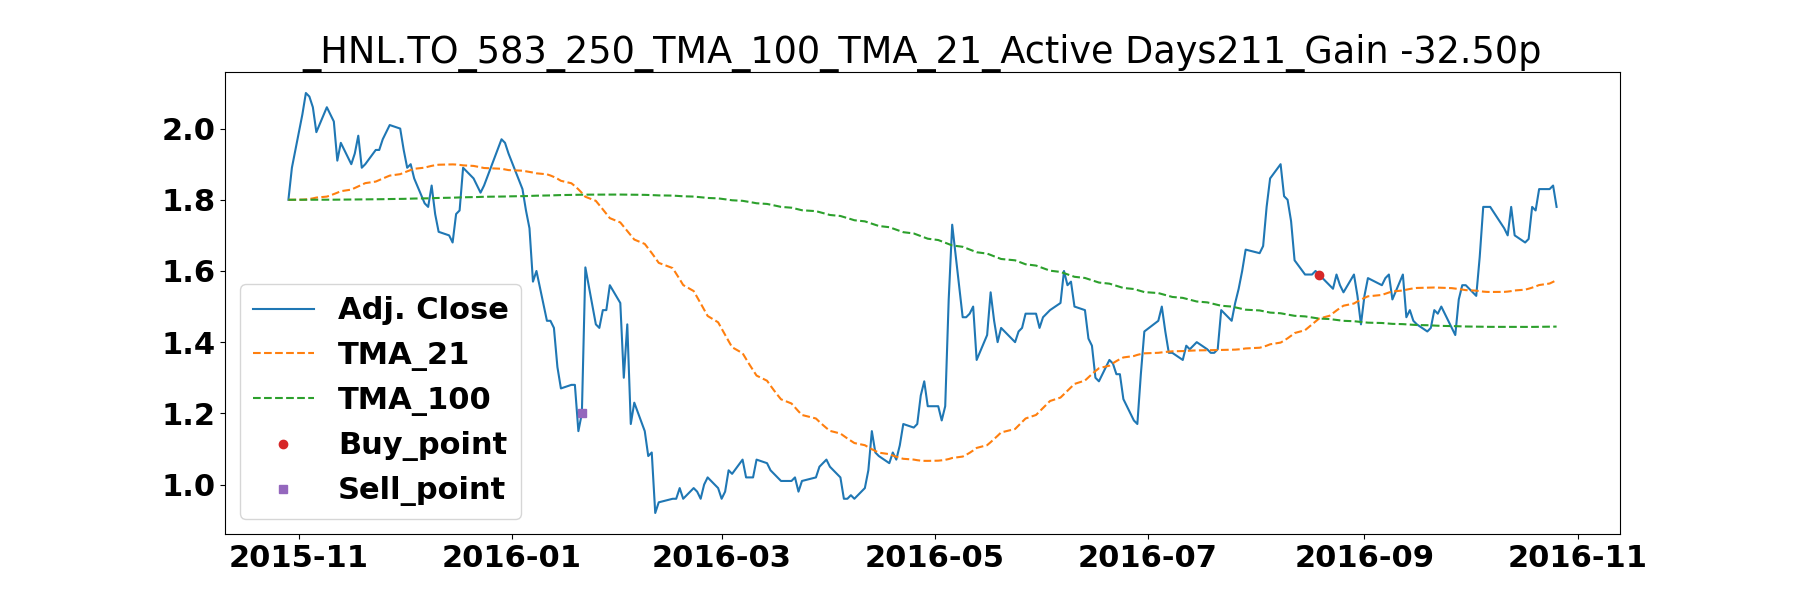 _HNL.TO_583_250_TMA_100_TMA_21_Active Days211_Gain -32.50p
2.0
1.8
1.6
1.4
1.2
1.0
Adj. Close
TMA_21
TMA_100
Buy_point
Sell_point
2015-11 2016-01 2016-03 2016-05 2016-07 2016-09 2016-11